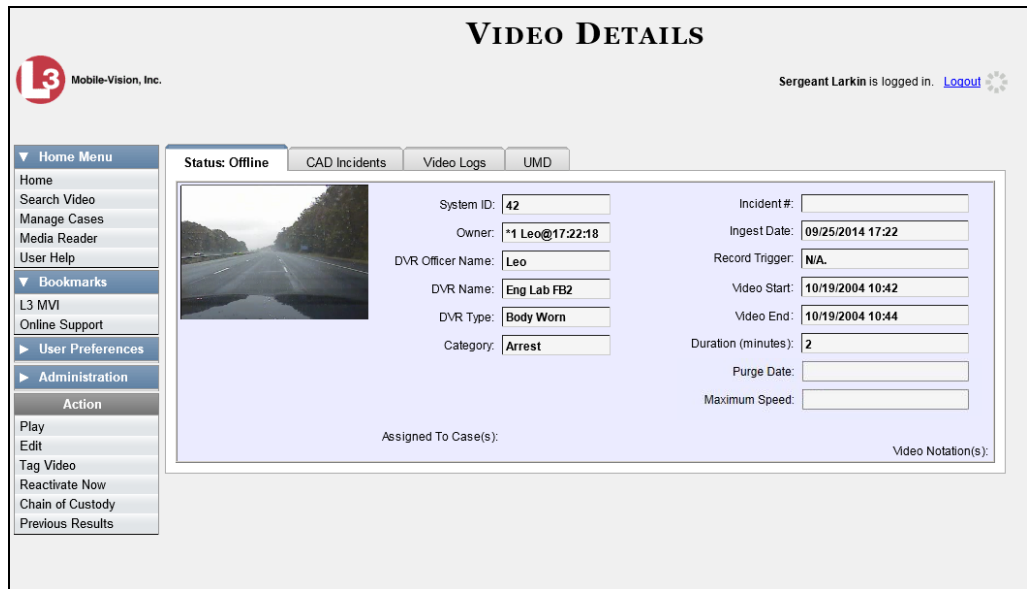 VIDEO DETAILS
L3 Mobile-Vision, Inc.
Sergeant Larkin is logged in. Logout
▼ Home Menu
Home
Search Video
Manage Cases
Media Reader
User Help
▼ Bookmarks
L3 MVI
Online Support
► User Preferences
► Administration
Action
Play
Edit
Tag Video
Reactivate Now
Chain of Custody
Previous Results
Status: Offline CAD Incidents Video Logs UMD
System ID: 42
Owner: *1 Leo@17:22:18
DVR Officer Name: Leo
DVR Name: Eng Lab FB2
DVR Type: Body Worn
Category: Arrest
Incident #:
Ingest Date: 09/25/2014 17:22
Record Trigger: N/A.
Video Start: 10/19/2004 10:42
Video End: 10/19/2004 10:44
Duration (minutes): 2
Purge Date:
Maximum Speed:
Assigned To Case(s):
Video Notation(s):